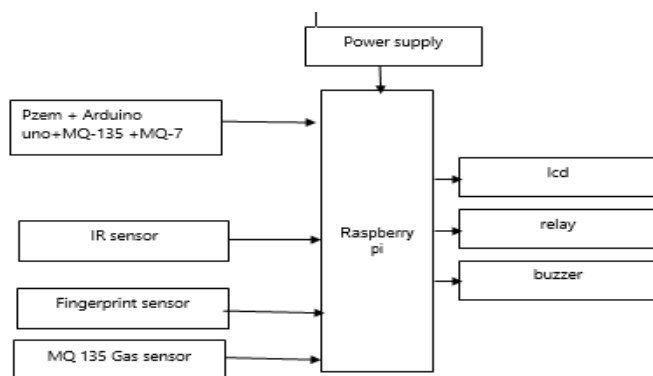 Power supply
Pzem + Arduino
uno+MQ-135 +MQ-7
lcd
Raspberry
pi
relay
IR sensor
buzzer
Fingerprint sensor
MQ 135 Gas sensor